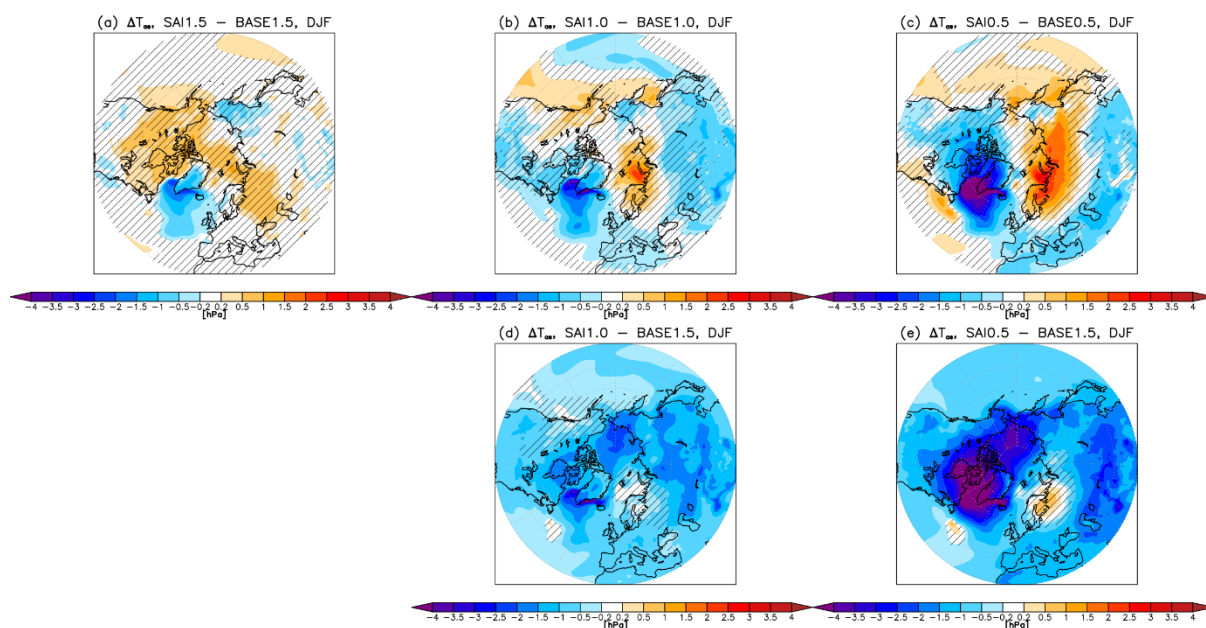 (a) ΔTas, SAI1.5 − BASE1.5, DJF
(b) ΔTas, SAI1.0 − BASE1.0, DJF
(c) ΔTas, SAI0.5 − BASE0.5, DJF
-4 -3.5 -3 -2.5 -2 -1.5 -1 -0.5-0.2 0.2 0.5 1 1.5 2 2.5 3 3.5 4
[hPa]
-4 -3.5 -3 -2.5 -2 -1.5 -1 -0.5-0.2 0.2 0.5 1 1.5 2 2.5 3 3.5 4
[hPa]
-4 -3.5 -3 -2.5 -2 -1.5 -1 -0.5-0.2 0.2 0.5 1 1.5 2 2.5 3 3.5 4
[hPa]
(d) ΔTas, SAI1.0 − BASE1.5, DJF
(e) ΔTas, SAI0.5 − BASE1.5, DJF
-4 -3.5 -3 -2.5 -2 -1.5 -1 -0.5-0.2 0.2 0.5 1 1.5 2 2.5 3 3.5 4
[hPa]
-4 -3.5 -3 -2.5 -2 -1.5 -1 -0.5-0.2 0.2 0.5 1 1.5 2 2.5 3 3.5 4
[hPa]